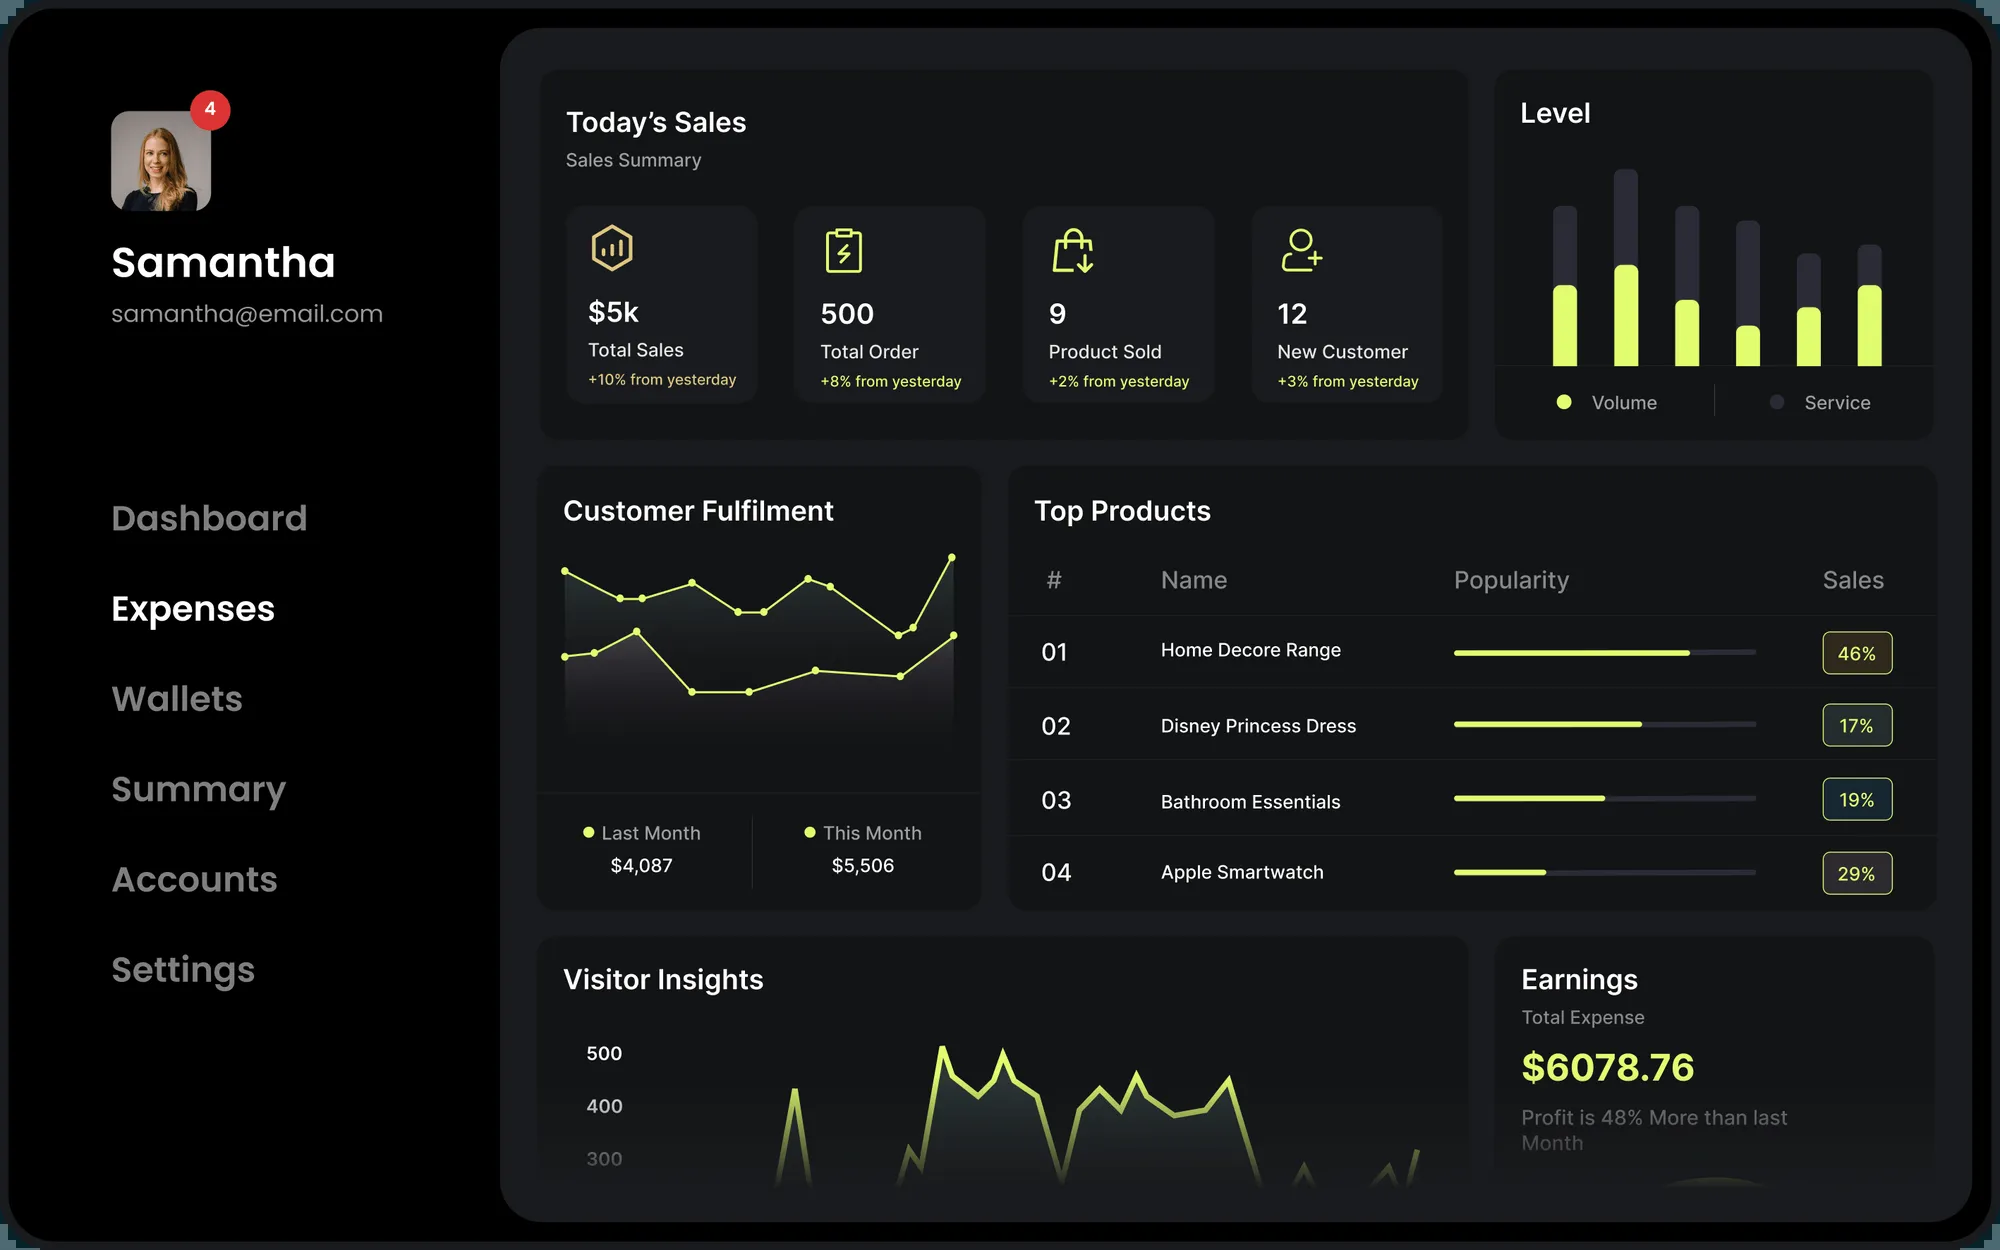 4
Samantha
samantha@email.com
Dashboard
Expenses
Wallets
Summary
Accounts
Settings
Today’s Sales
Sales Summary
$5k
Total Sales
+10% from yesterday
500
Total Order
+8% from yesterday
9
Product Sold
+2% from yesterday
12
New Customer
+3% from yesterday
Level
Volume
Service
Customer Fulfilment
Last Month
$4,087
This Month
$5,506
Top Products
# Name Popularity Sales
01 Home Decore Range 46%
02 Disney Princess Dress 17%
03 Bathroom Essentials 19%
04 Apple Smartwatch 29%
Visitor Insights
500
400
300
Earnings
Total Expense
$6078.76
Profit is 48% More than last
Month